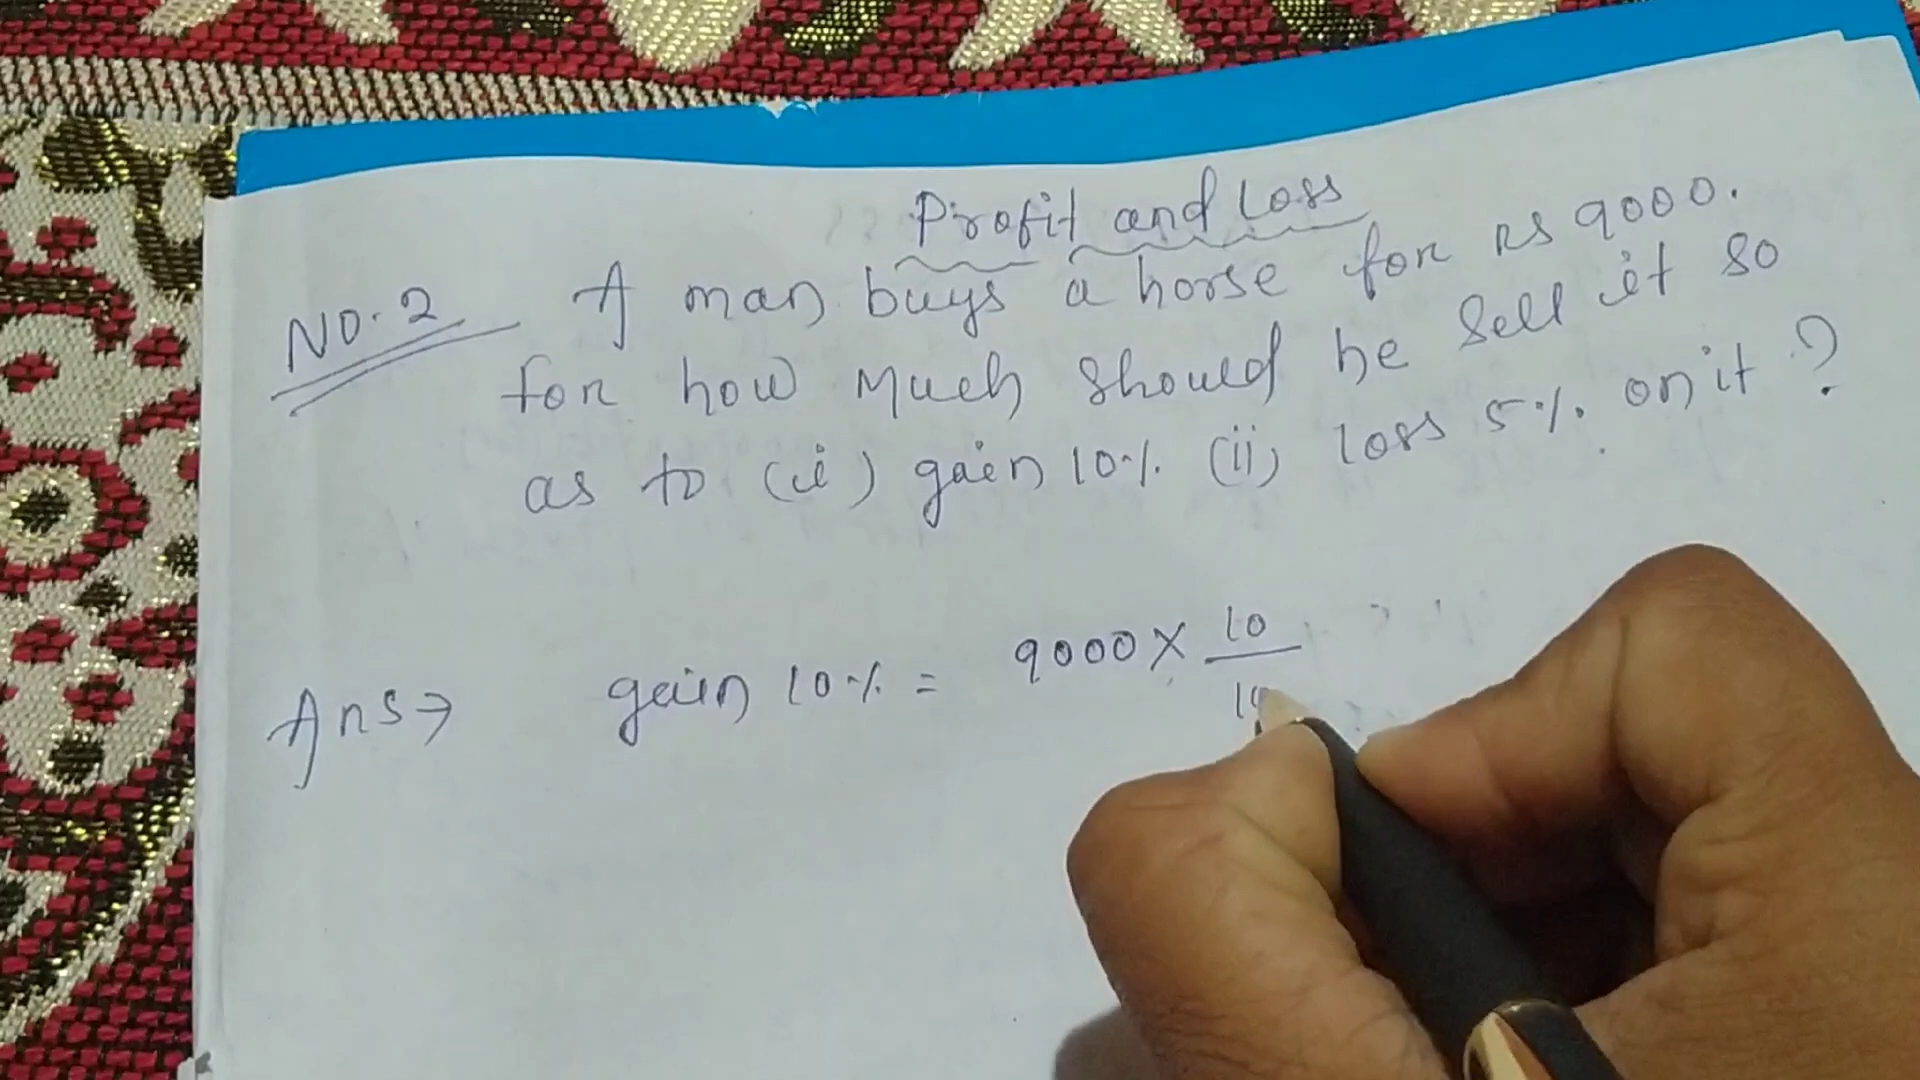 Profit and Loss
NO. 2 A man buys a horse for Rs 9000.
for how much should he sell it so
as to (i) gain 10% (ii) loss 5% on it ?
Ans→ gain 10% = 9000 × 10
10